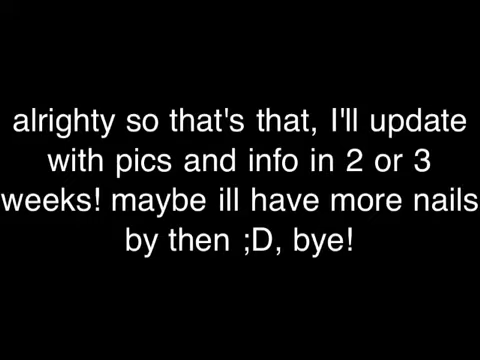 alrighty so that's that, I'll update
with pics and info in 2 or 3
weeks! maybe ill have more nails
by then ;D, bye!